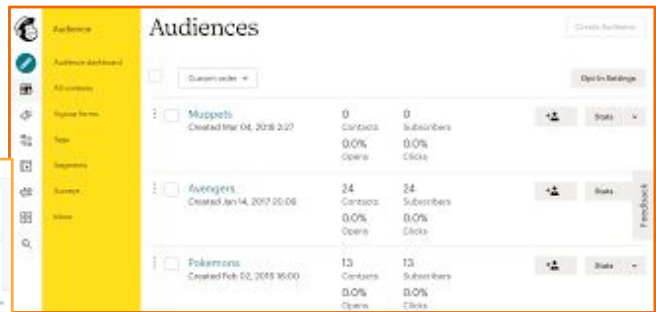 Audience
Audiences
Create Audience
Audience dashboard
All contacts
Signup forms
Tags
Segments
Surveys
Inbox
Custom order
Opt-in Settings
Muppets
Created Mar 04, 2018 2:27
0 Contacts
0 Subscribers
0.0% Opens
0.0% Clicks
Stats
Avengers
Created Jan 14, 2017 20:08
24 Contacts
24 Subscribers
0.0% Opens
0.0% Clicks
Stats
Feedback
Pokemons
Created Feb 02, 2018 16:00
13 Contacts
13 Subscribers
0.0% Opens
0.0% Clicks
Stats